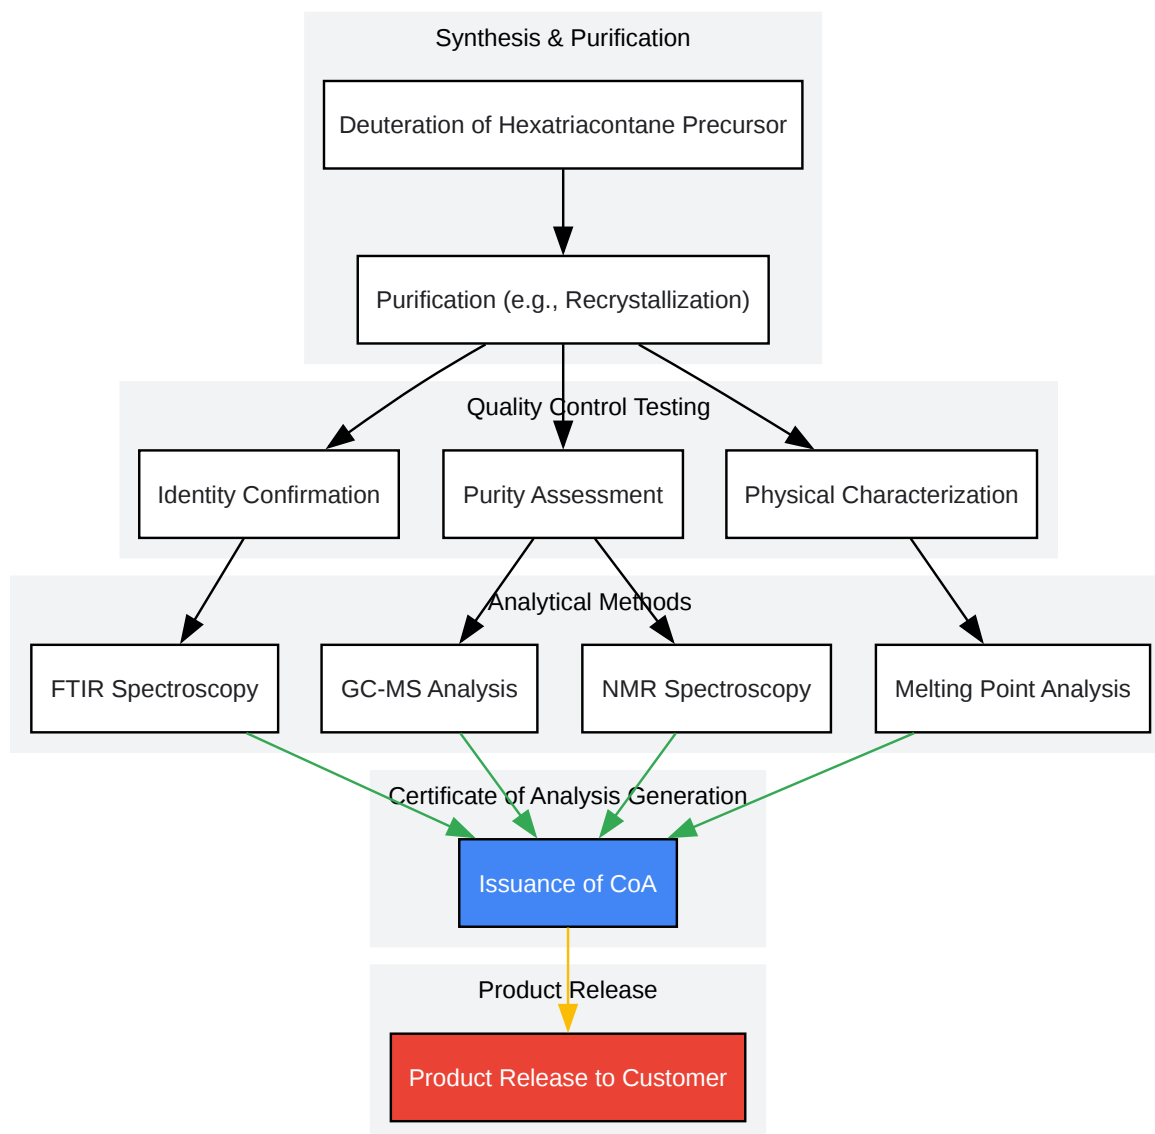 Synthesis & Purification
Deuteration of Hexatriacontane Precursor
Purification (e.g., Recrystallization)
Quality Control Testing
Identity Confirmation
Purity Assessment
Physical Characterization
Analytical Methods
FTIR Spectroscopy
GC-MS Analysis
NMR Spectroscopy
Melting Point Analysis
Certificate of Analysis Generation
Issuance of CoA
Product Release
Product Release to Customer